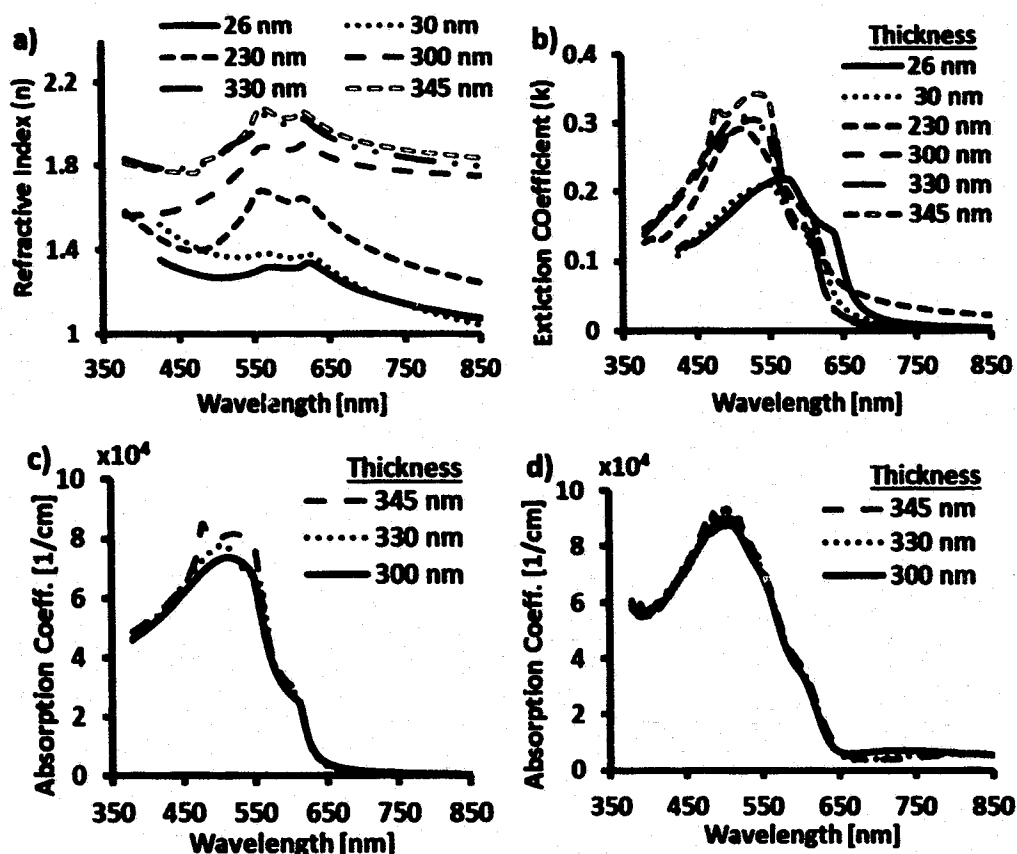 a)
26 nm
30 nm
230 nm
300 nm
330 nm
345 nm
Refractive Index (n)
2.2
1.8
1.4
1
350 450 550 650 750 850
Wavelength [nm]
b)
Thickness
26 nm
30 nm
230 nm
300 nm
330 nm
345 nm
Extiction COefficient (k)
0.4
0.3
0.2
0.1
0
350 450 550 650 750 850
Wavelength [nm]
c)
x10⁴
Thickness
345 nm
330 nm
300 nm
Absorption Coeff. [1/cm]
10
8
6
4
2
0
350 450 550 650 750 850
Wavelength [nm]
d)
x10⁴
Thickness
345 nm
330 nm
300 nm
Absorption Coeff. [1/cm]
10
8
6
4
2
0
350 450 550 650 750 850
Wavelength [nm]